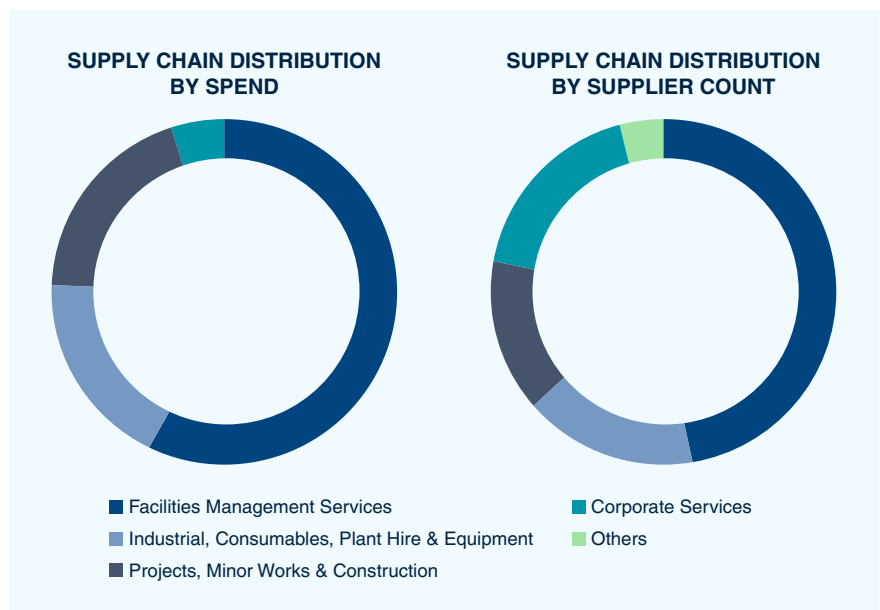 SUPPLY CHAIN DISTRIBUTION
BY SPEND
SUPPLY CHAIN DISTRIBUTION
BY SUPPLIER COUNT
Facilities Management Services
Industrial, Consumables, Plant Hire & Equipment
Projects, Minor Works & Construction
Corporate Services
Others